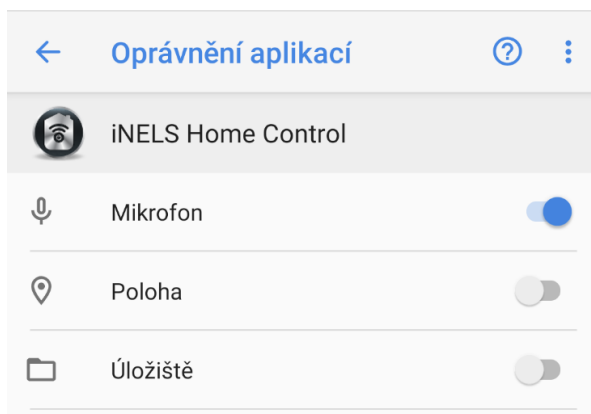 Oprávnění aplikací
iNELS Home Control
Mikrofon
Poloha
Úložiště